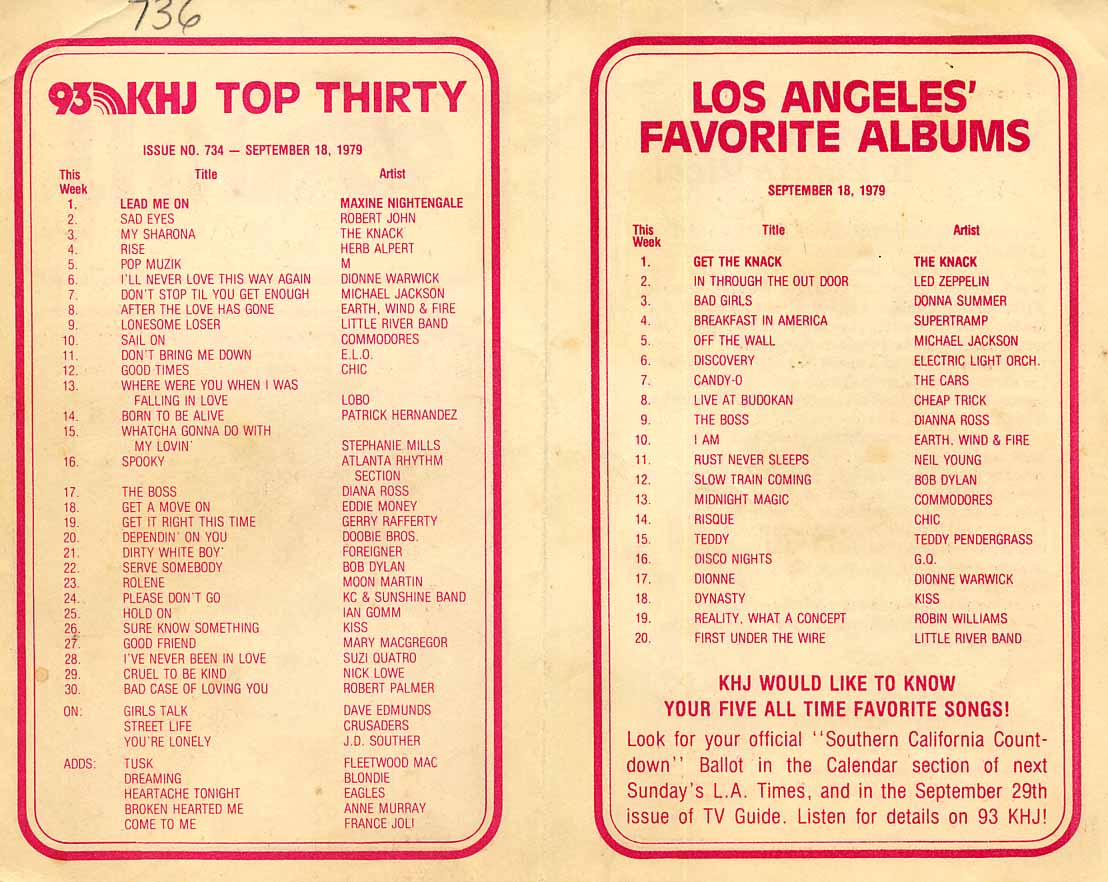 736
93 KHJ TOP THIRTY
ISSUE NO. 734 — SEPTEMBER 18, 1979
This Week Title Artist
1. LEAD ME ON MAXINE NIGHTENGALE
2. SAD EYES ROBERT JOHN
3. MY SHARONA THE KNACK
4. RISE HERB ALPERT
5. POP MUZIK M
6. I'LL NEVER LOVE THIS WAY AGAIN DIONNE WARWICK
7. DON'T STOP TIL YOU GET ENOUGH MICHAEL JACKSON
8. AFTER THE LOVE HAS GONE EARTH, WIND & FIRE
9. LONESOME LOSER LITTLE RIVER BAND
10. SAIL ON COMMODORES
11. DON'T BRING ME DOWN E.L.O.
12. GOOD TIMES CHIC
13. WHERE WERE YOU WHEN I WAS
FALLING IN LOVE LOBO
14. BORN TO BE ALIVE PATRICK HERNANDEZ
15. WHATCHA GONNA DO WITH
MY LOVIN' STEPHANIE MILLS
16. SPOOKY ATLANTA RHYTHM
SECTION
17. THE BOSS DIANA ROSS
18. GET A MOVE ON EDDIE MONEY
19. GET IT RIGHT THIS TIME GERRY RAFFERTY
20. DEPENDIN' ON YOU DOOBIE BROS.
21. DIRTY WHITE BOY FOREIGNER
22. SERVE SOMEBODY BOB DYLAN
23. ROLENE MOON MARTIN
24. PLEASE DON'T GO KC & SUNSHINE BAND
25. HOLD ON IAN GOMM
26. SURE KNOW SOMETHING KISS
27. GOOD FRIEND MARY MACGREGOR
28. I'VE NEVER BEEN IN LOVE SUZI QUATRO
29. CRUEL TO BE KIND NICK LOWE
30. BAD CASE OF LOVING YOU ROBERT PALMER
ON: GIRLS TALK DAVE EDMUNDS
STREET LIFE CRUSADERS
YOU'RE LONELY J.D. SOUTHER
ADDS: TUSK FLEETWOOD MAC
DREAMING BLONDIE
HEARTACHE TONIGHT EAGLES
BROKEN HEARTED ME ANNE MURRAY
COME TO ME FRANCE JOLI
LOS ANGELES'
FAVORITE ALBUMS
SEPTEMBER 18, 1979
This Week Title Artist
1. GET THE KNACK THE KNACK
2. IN THROUGH THE OUT DOOR LED ZEPPELIN
3. BAD GIRLS DONNA SUMMER
4. BREAKFAST IN AMERICA SUPERTRAMP
5. OFF THE WALL MICHAEL JACKSON
6. DISCOVERY ELECTRIC LIGHT ORCH.
7. CANDY-O THE CARS
8. LIVE AT BUDOKAN CHEAP TRICK
9. THE BOSS DIANNA ROSS
10. I AM EARTH, WIND & FIRE
11. RUST NEVER SLEEPS NEIL YOUNG
12. SLOW TRAIN COMING BOB DYLAN
13. MIDNIGHT MAGIC COMMODORES
14. RISQUE CHIC
15. TEDDY TEDDY PENDERGRASS
16. DISCO NIGHTS G.Q.
17. DIONNE DIONNE WARWICK
18. DYNASTY KISS
19. REALITY, WHAT A CONCEPT ROBIN WILLIAMS
20. FIRST UNDER THE WIRE LITTLE RIVER BAND
KHJ WOULD LIKE TO KNOW
YOUR FIVE ALL TIME FAVORITE SONGS!
Look for your official ''Southern California Count-
down'' Ballot in the Calendar section of next
Sunday's L.A. Times, and in the September 29th
issue of TV Guide. Listen for details on 93 KHJ!